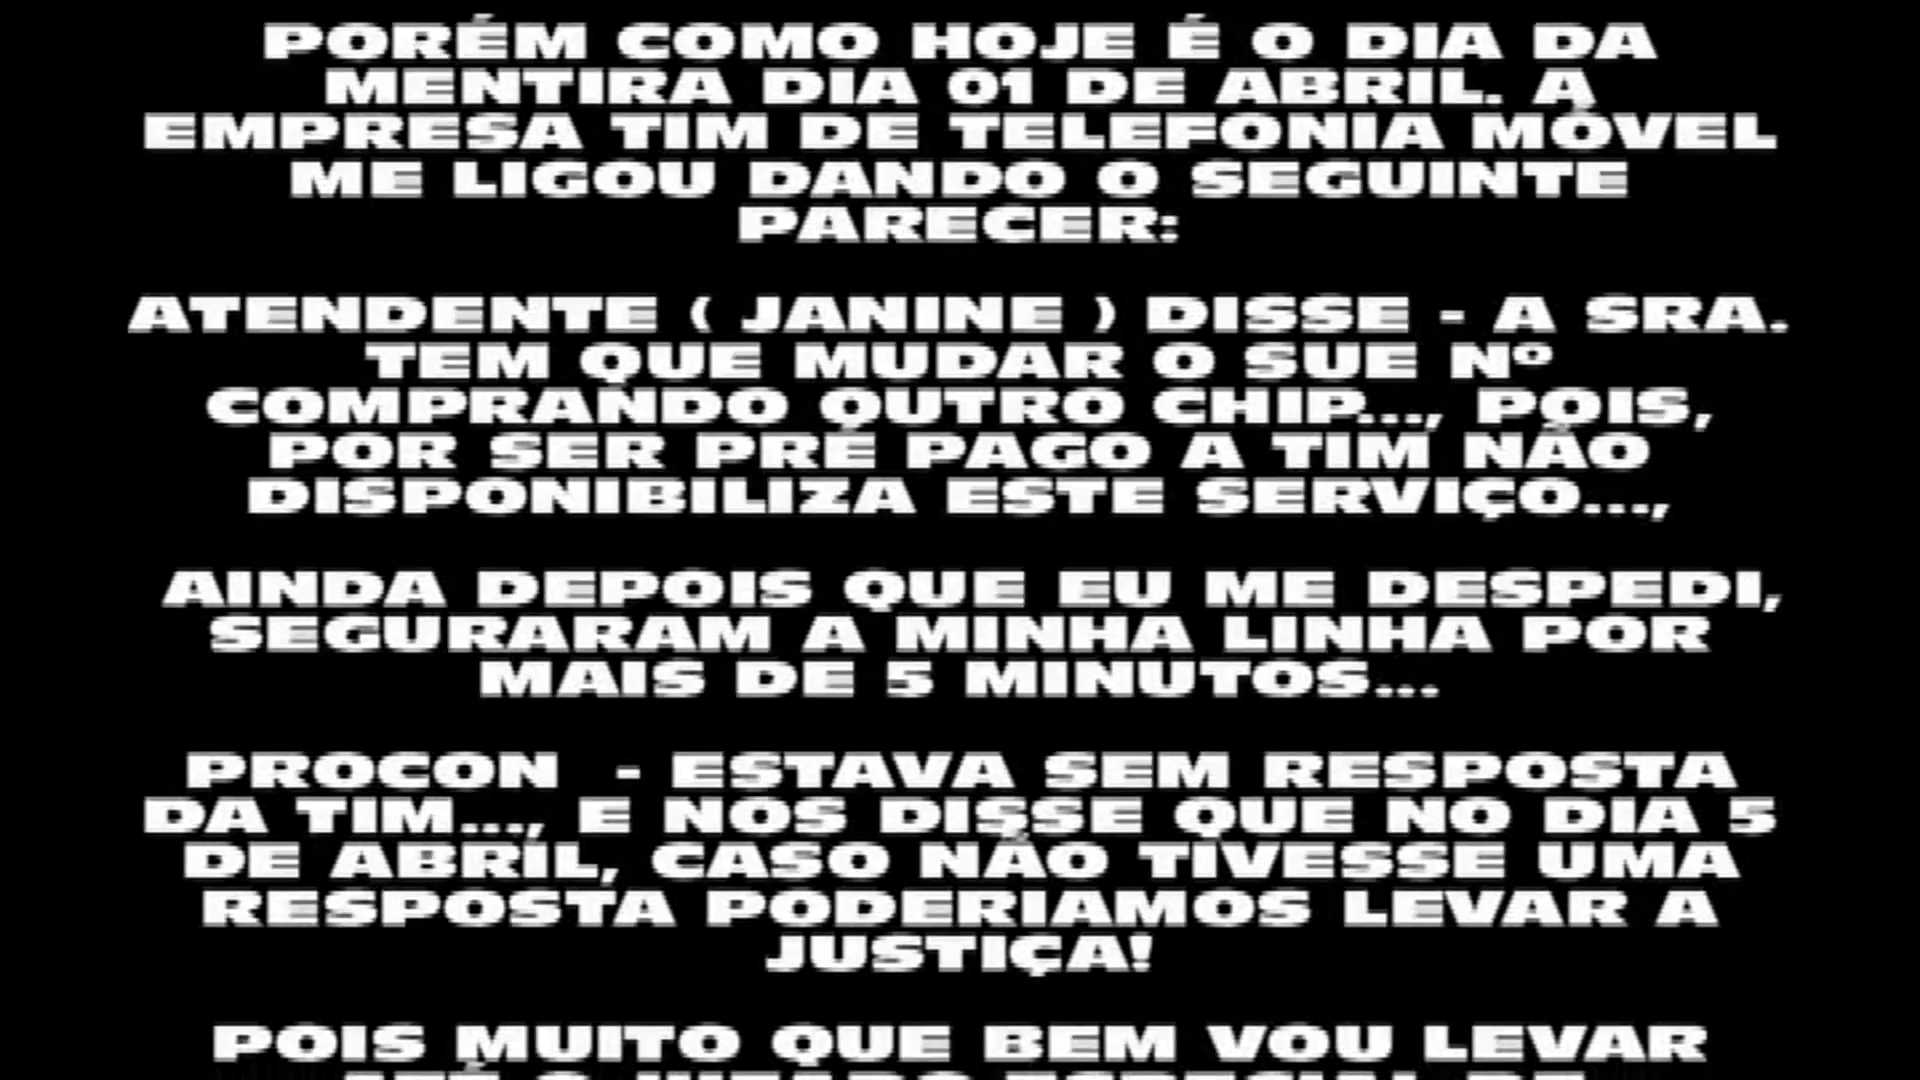 PORÉM COMO HOJE É O DIA DA
MENTIRA DIA 01 DE ABRIL. A
EMPRESA TIM DE TELEFONIA MÓVEL
ME LIGOU DANDO O SEGUINTE
PARECER:
ATENDENTE ( JANINE ) DISSE - A SRA.
TEM QUE MUDAR O SUE Nº
COMPRANDO OUTRO CHIP..., POIS,
POR SER PRÉ PAGO A TIM NÃO
DISPONIBILIZA ESTE SERVIÇO...,
AINDA DEPOIS QUE EU ME DESPEDI,
SEGURARAM A MINHA LINHA POR
MAIS DE 5 MINUTOS...
PROCON - ESTAVA SEM RESPOSTA
DA TIM..., E NOS DISSE QUE NO DIA 5
DE ABRIL, CASO NÃO TIVESSE UMA
RESPOSTA PODERIAMOS LEVAR A
JUSTIÇA!
POIS MUITO QUE BEM VOU LEVAR